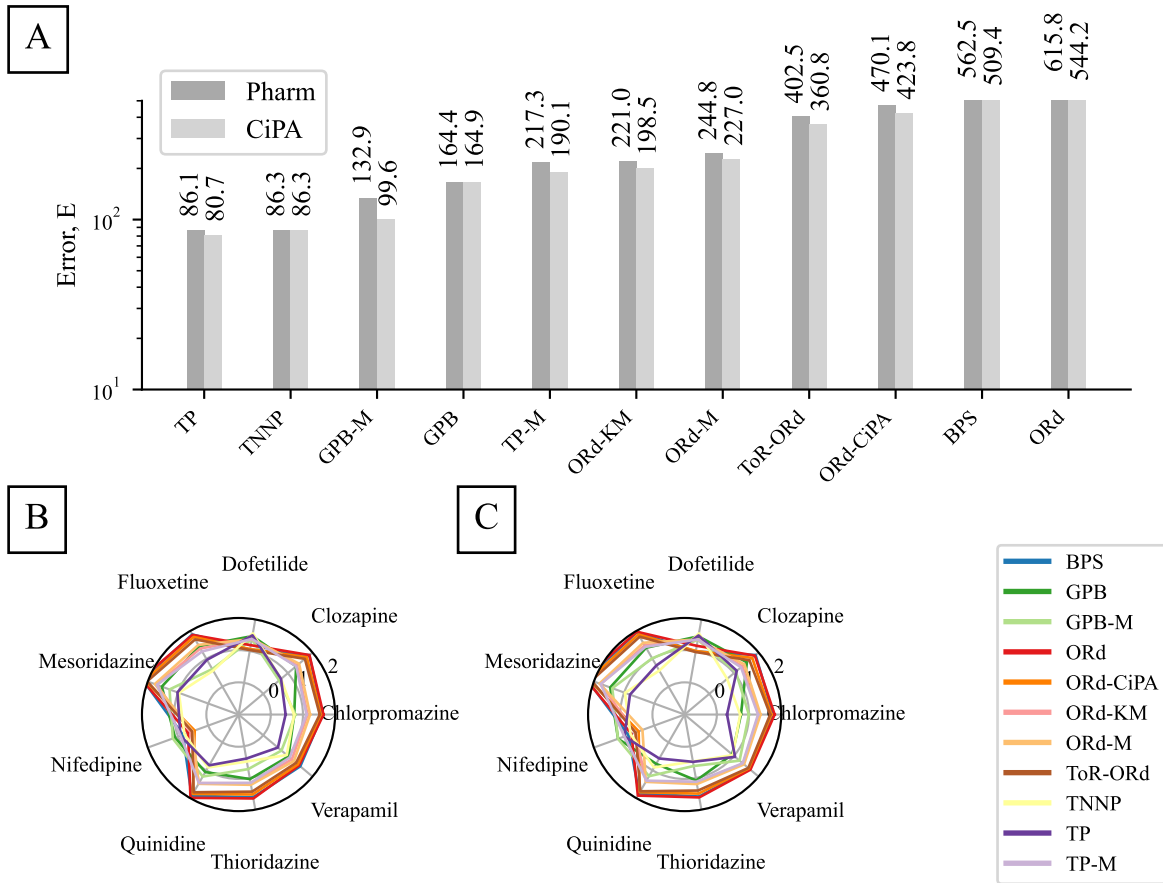 A
Pharm
CiPA
Error, E
10²
10¹
86.1
80.7
86.3
86.3
132.9
99.6
164.4
164.9
217.3
190.1
221.0
198.5
244.8
227.0
402.5
360.8
470.1
423.8
562.5
509.4
615.8
544.2
TP
TNNP
GPB-M
GPB
TP-M
ORd-KM
ORd-M
ToR-ORd
ORd-CiPA
BPS
ORd
B
Dofetilide
Fluoxetine
Clozapine
Mesoridazine
2
1
0
Chlorpromazine
Nifedipine
Verapamil
Quinidine
Thioridazine
C
Dofetilide
Fluoxetine
Clozapine
Mesoridazine
2
1
0
Chlorpromazine
Nifedipine
Verapamil
Quinidine
Thioridazine
BPS
GPB
GPB-M
ORd
ORd-CiPA
ORd-KM
ORd-M
ToR-ORd
TNNP
TP
TP-M